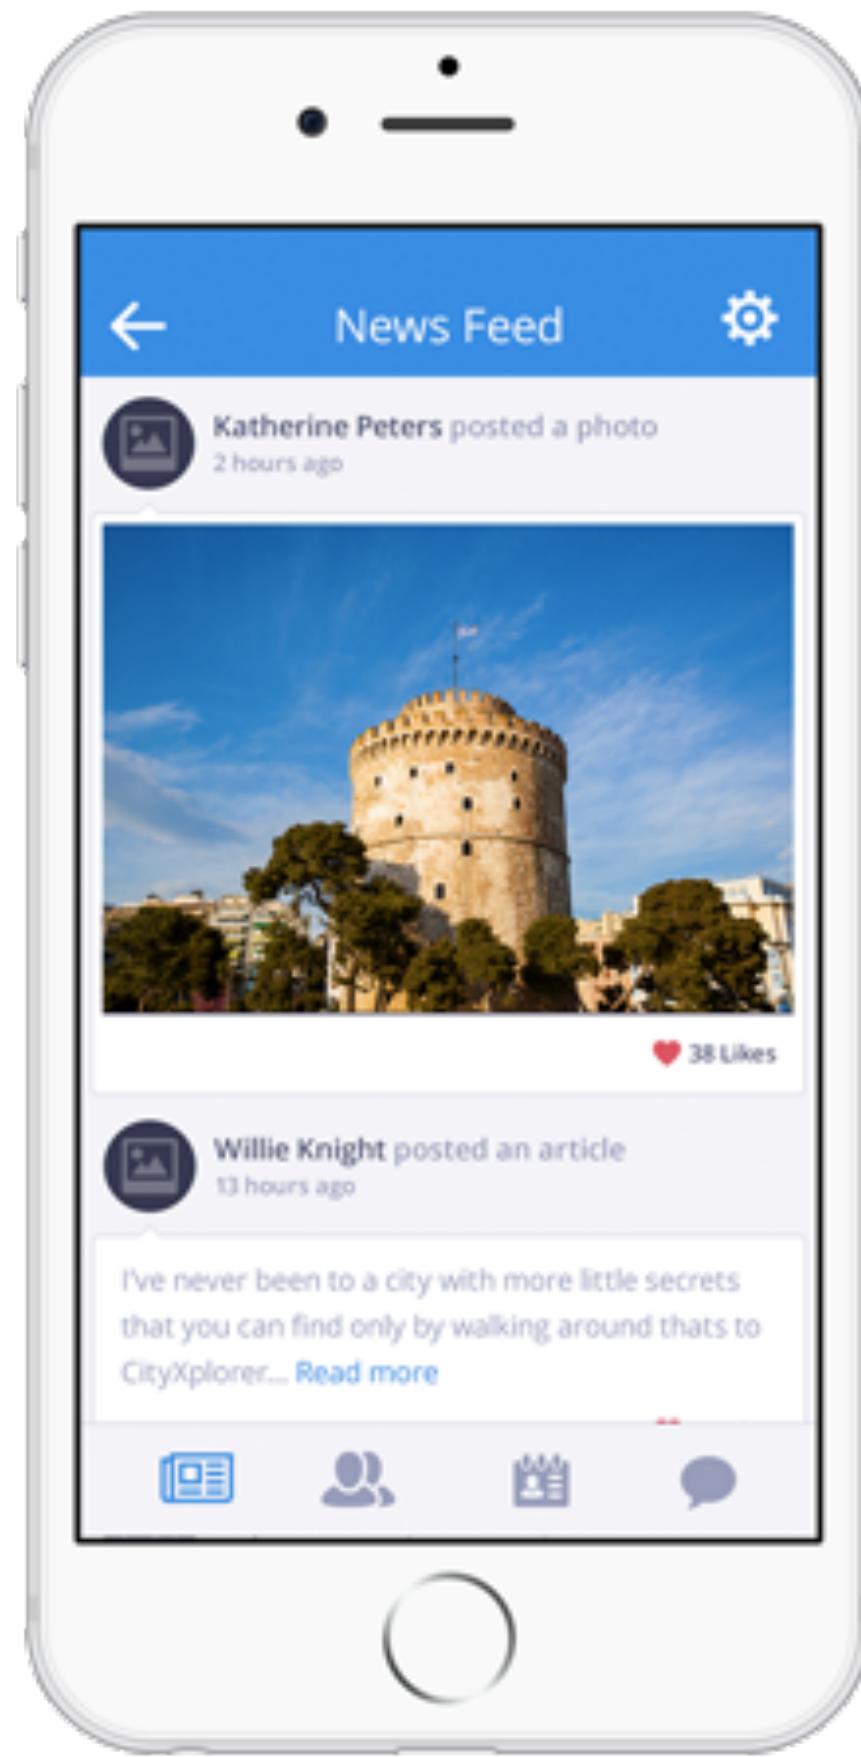 News Feed
Katherine Peters posted a photo
2 hours ago
38 Likes
Willie Knight posted an article
13 hours ago
I've never been to a city with more little secrets
that you can find only by walking around thats to
CityXplorer... Read more